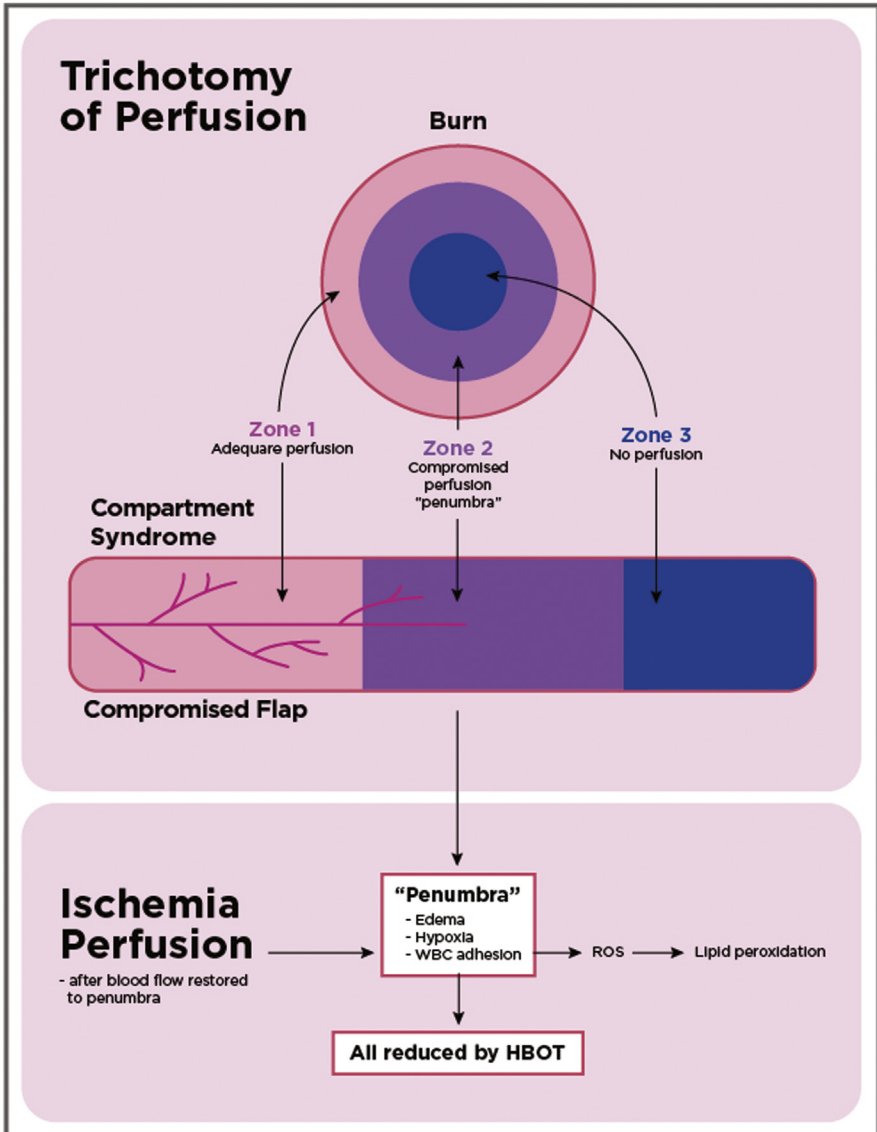 Trichotomy
of Perfusion
Burn
Zone 1
Adequare perfusion
Zone 2
Compromised
perfusion
"penumbra"
Zone 3
No perfusion
Compartment
Syndrome
Compromised Flap
Ischemia
Perfusion
- after blood flow restored
to penumbra
“Penumbra”
- Edema
- Hypoxia
- WBC adhesion
ROS
Lipid peroxidation
All reduced by HBOT